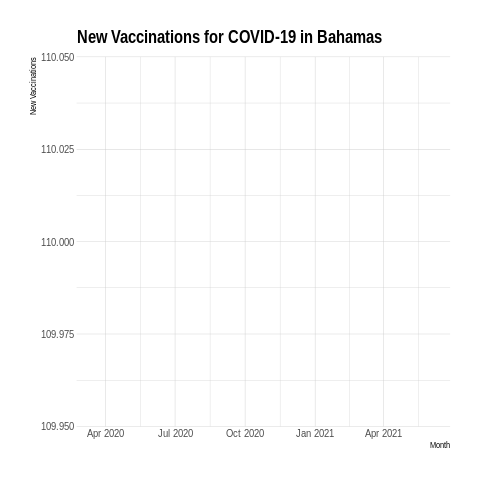 New Vaccinations for COVID-19 in Bahamas
New Vaccinations
110.050
110.025
110.000
109.975
109.950
Apr 2020
Jul 2020
Oct 2020
Jan 2021
Apr 2021
Month